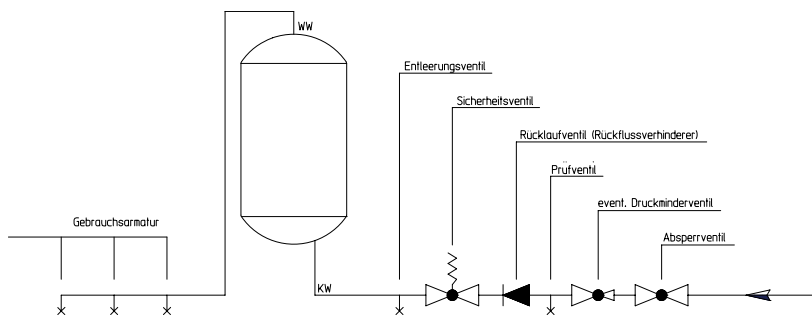 WW
Entleerungsventil
Sicherheitsventil
Rücklaufventil (Rückflussverhinderer)
Prüfventil
event. Druckminderventil
Gebrauchsarmatur
Absperrventil
KW